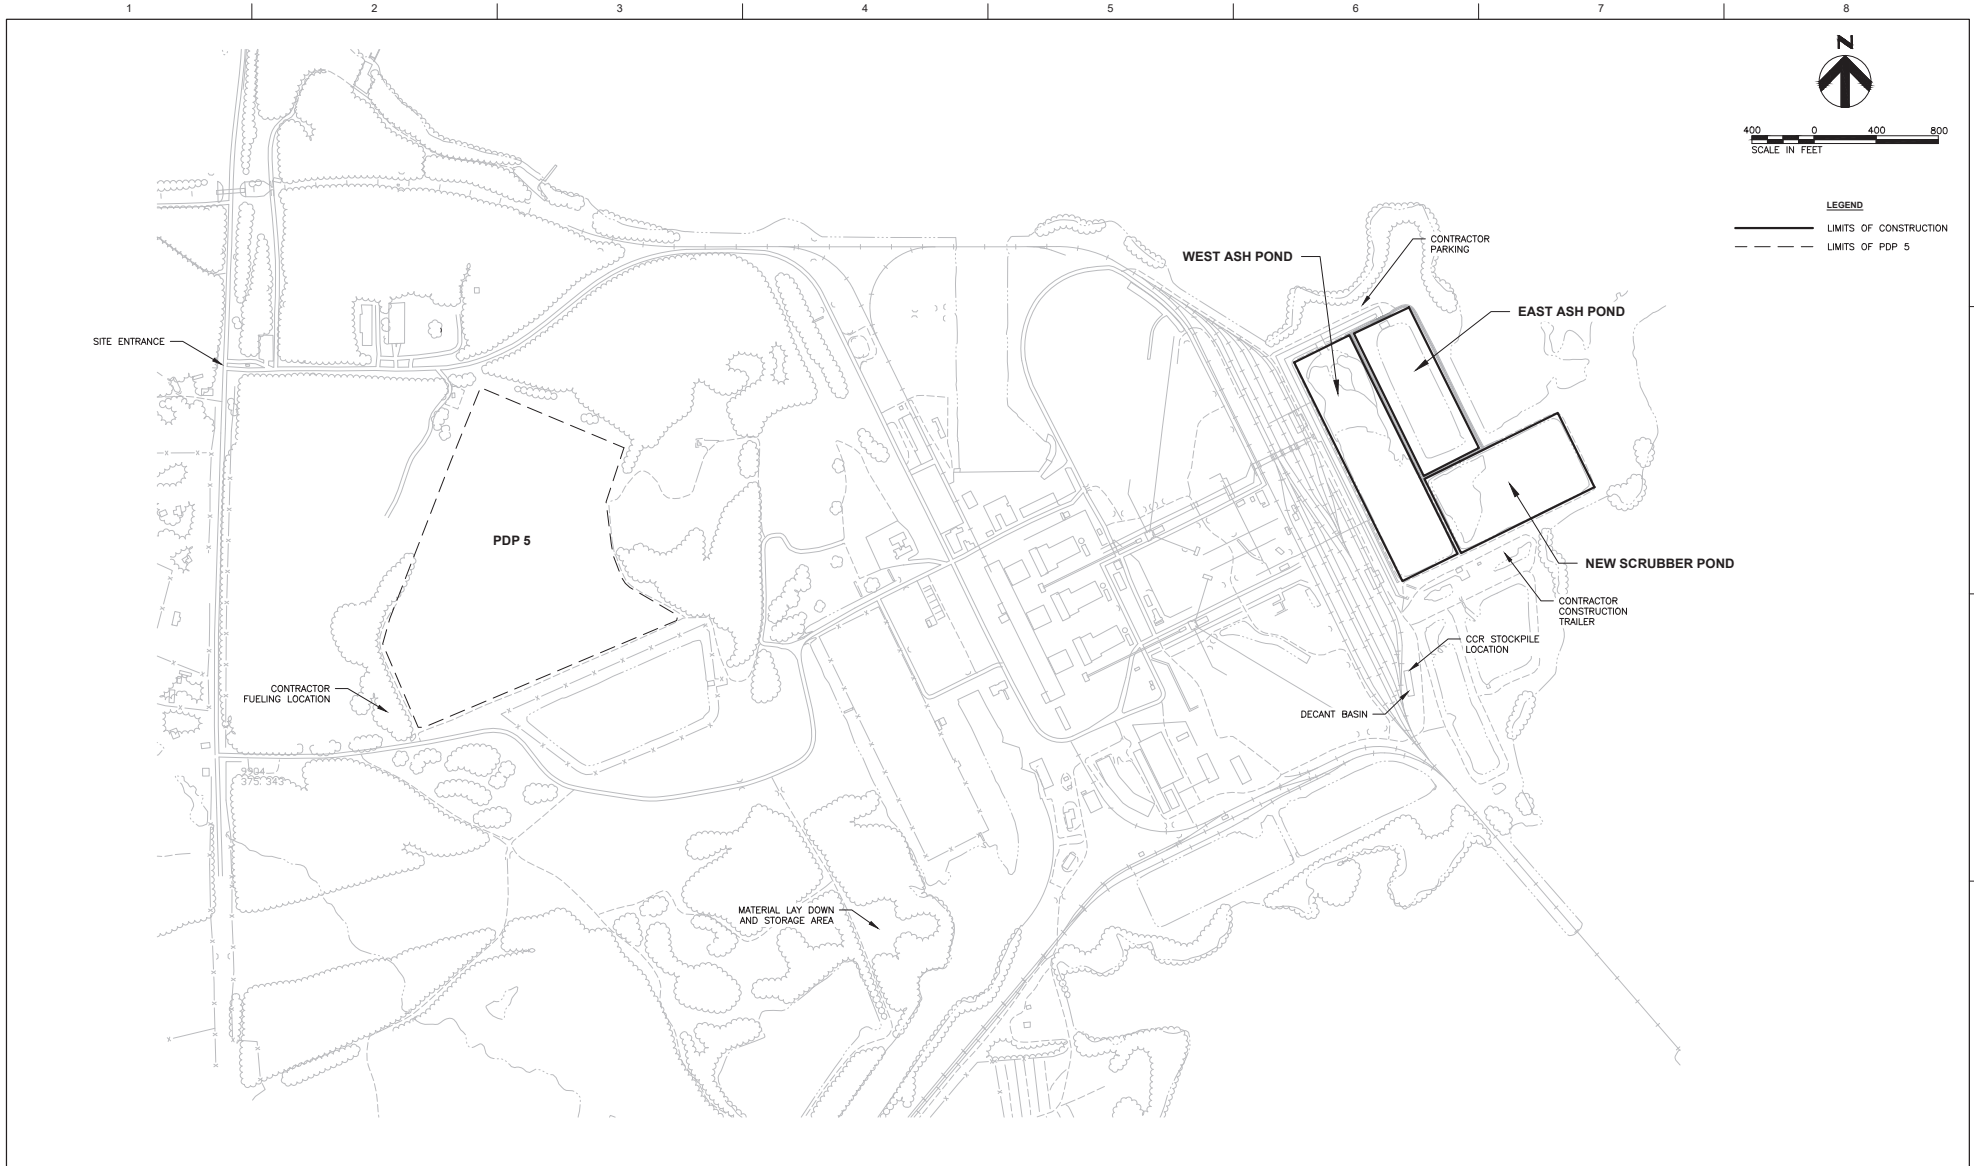 1 2 3 4 5 6 7 8
N
400 0 400 800
SCALE IN FEET
LEGEND
LIMITS OF CONSTRUCTION
LIMITS OF PDP 5
CONTRACTOR
PARKING
WEST ASH POND
EAST ASH POND
SITE ENTRANCE
PDP 5
NEW SCRUBBER POND
CONTRACTOR
CONSTRUCTION
TRAILER
CCR STOCKPILE
LOCATION
CONTRACTOR
FUELING LOCATION
DECANT BASIN
375.343
MATERIAL LAY DOWN
AND STORAGE AREA